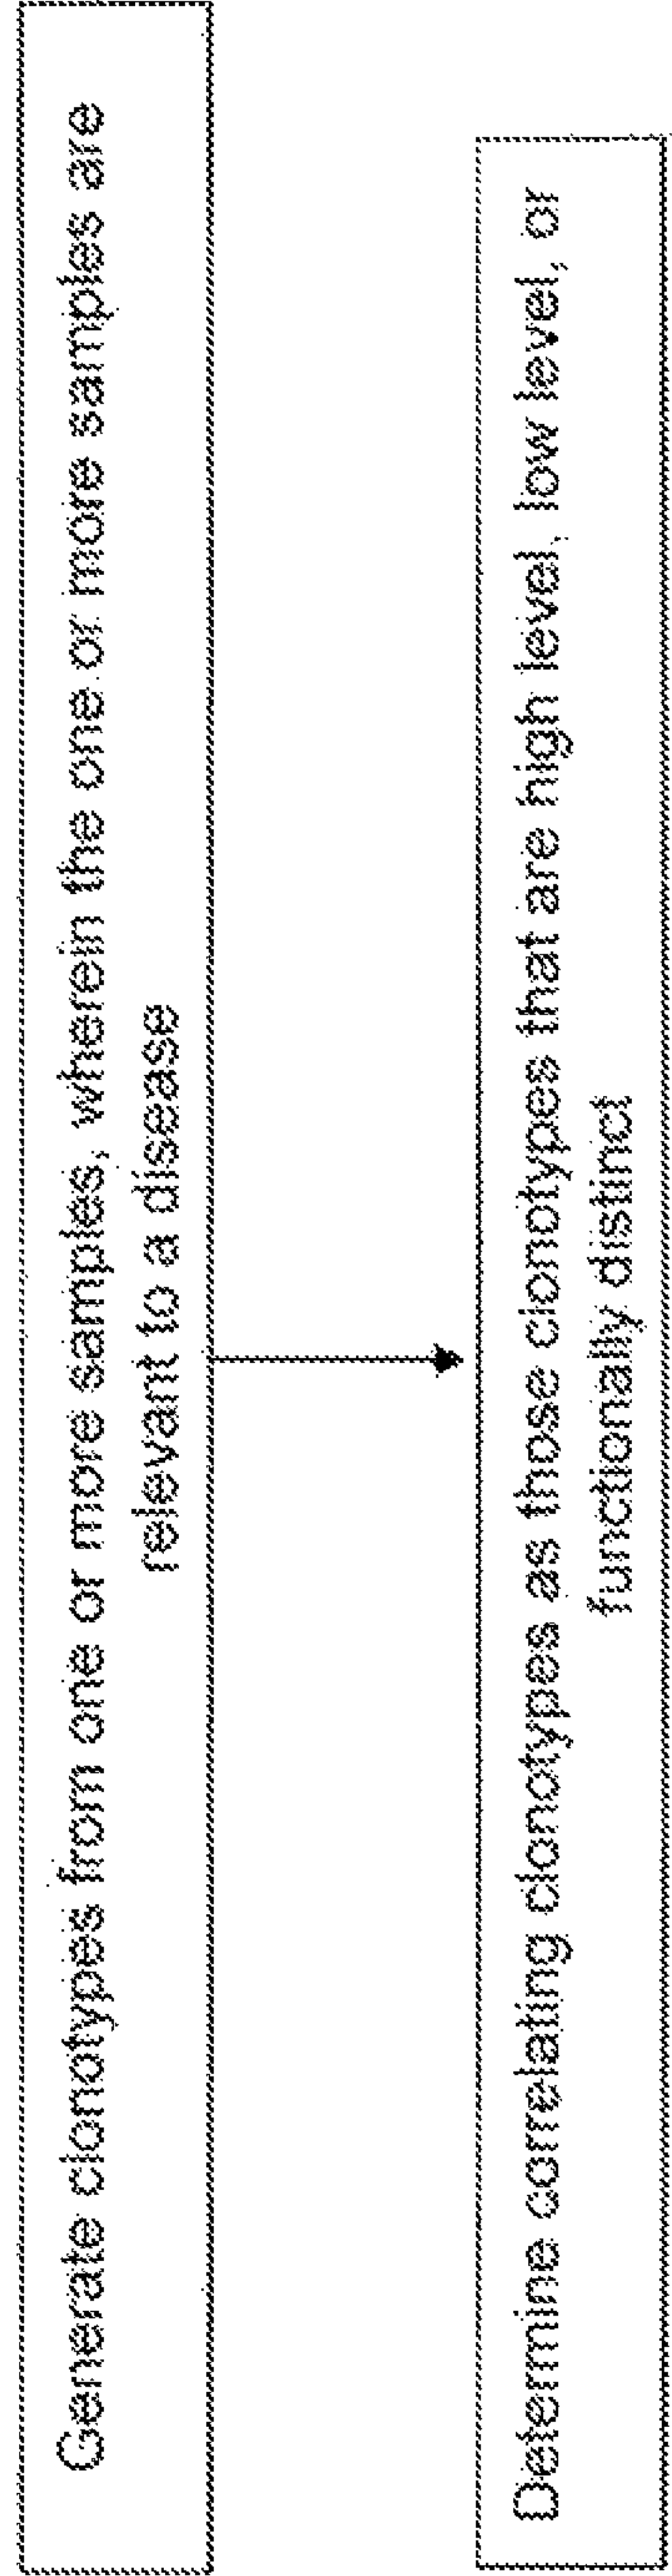 Generate clonotypes from one or more samples, wherein the one or more samples are
relevant to a disease
Determine correlating clonotypes as those clonotypes that are high level, low level, or
functionally distinct